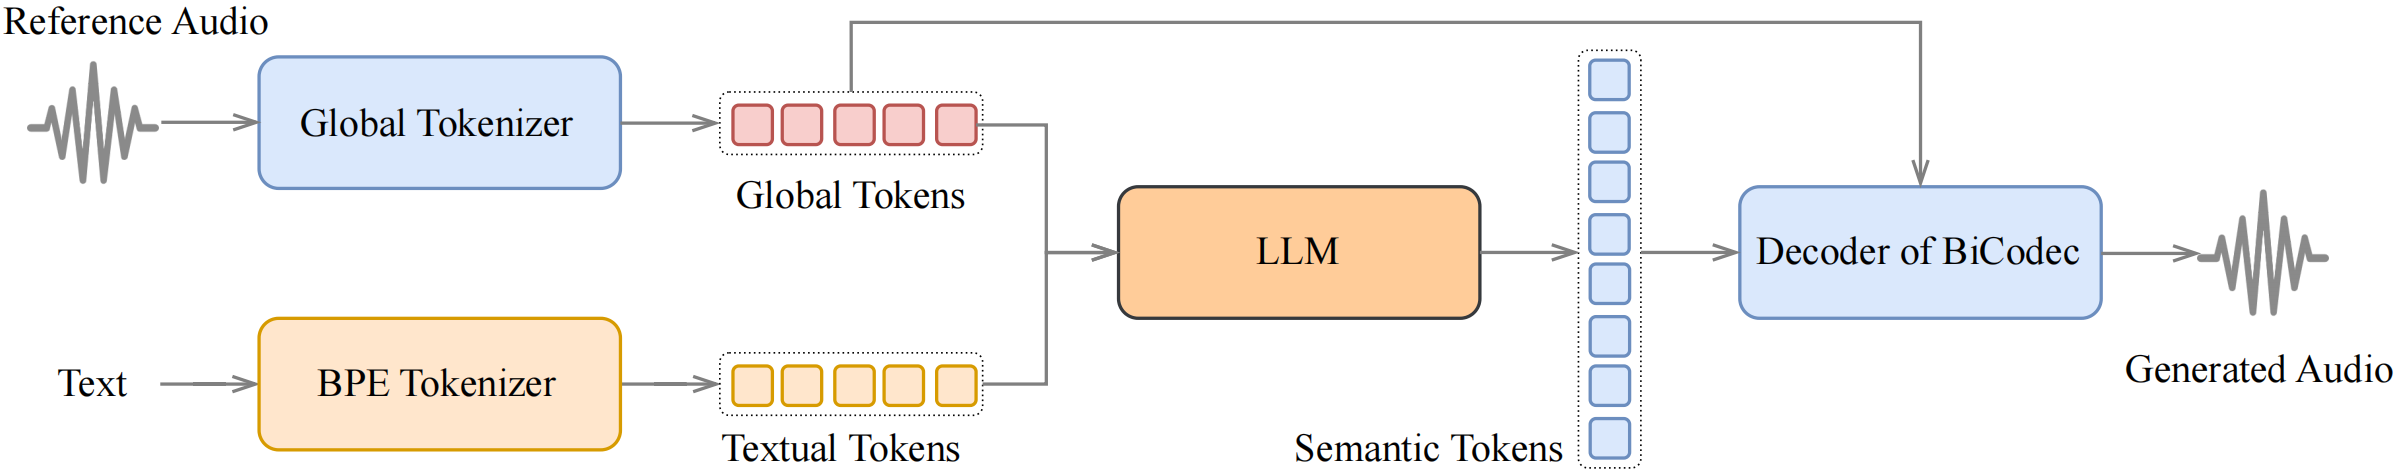 Reference Audio
Global Tokenizer
Global Tokens
LLM
Decoder of BiCodec
Generated Audio
Text
BPE Tokenizer
Textual Tokens
Semantic Tokens